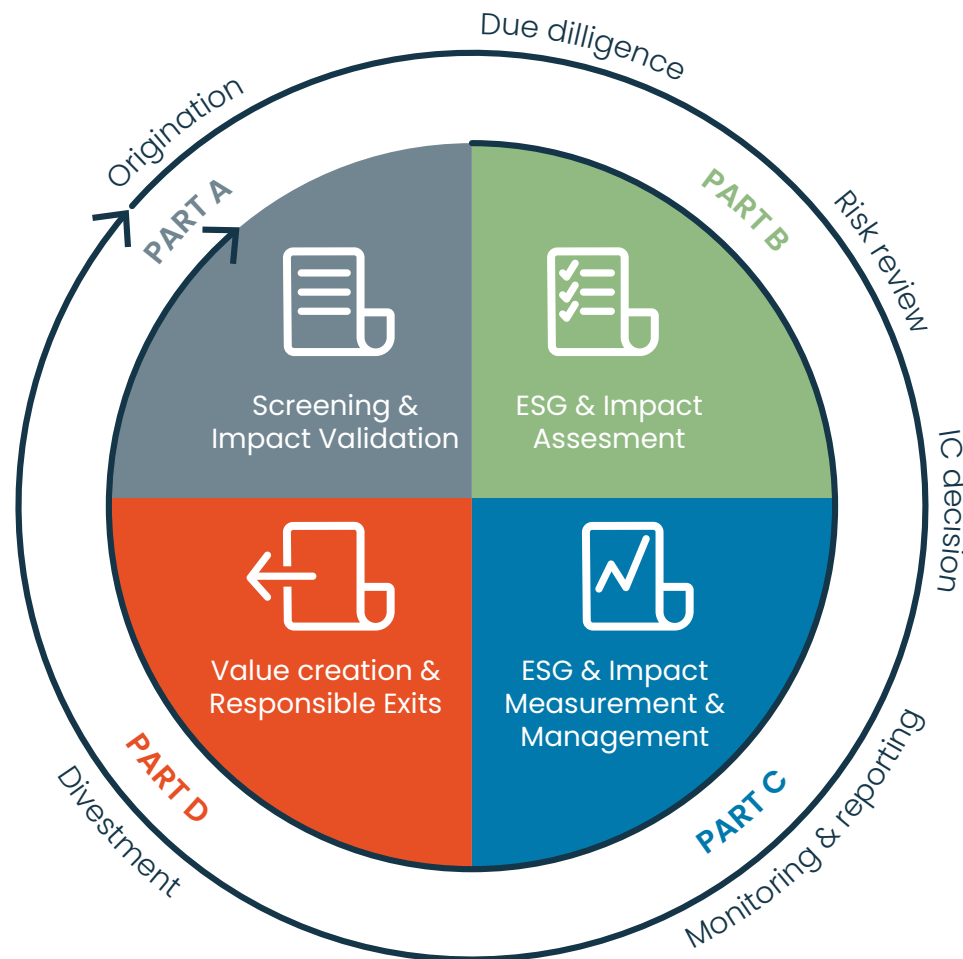 Origination
Due dilligence
Risk review
IC decision
Monitoring & reporting
Divestment
PART A
Screening &
Impact Validation
PART B
ESG & Impact
Assesment
PART C
ESG & Impact
Measurement &
Management
PART D
Value creation &
Responsible Exits